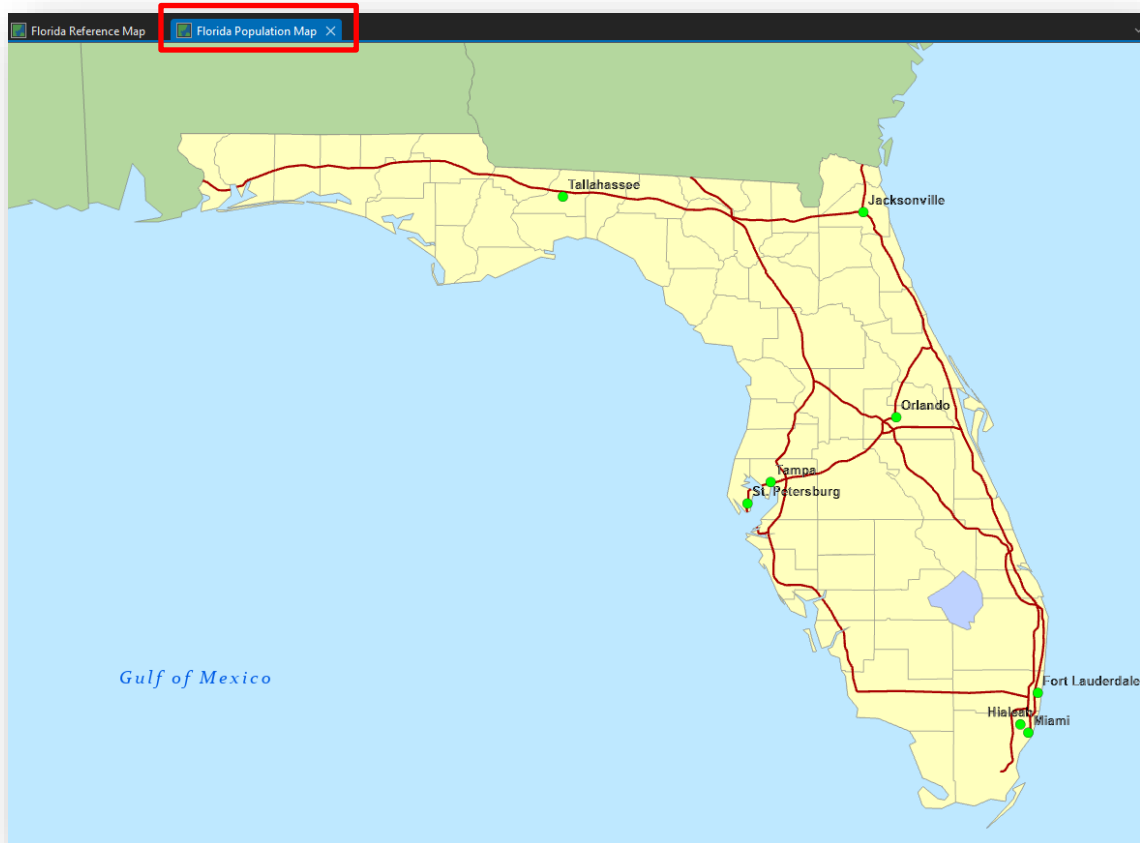 Florida Reference Map
Florida Population Map
Tallahassee
Jacksonville
Orlando
Tampa
St. Petersburg
Gulf of Mexico
Fort Lauderdale
Hialeah
Miami